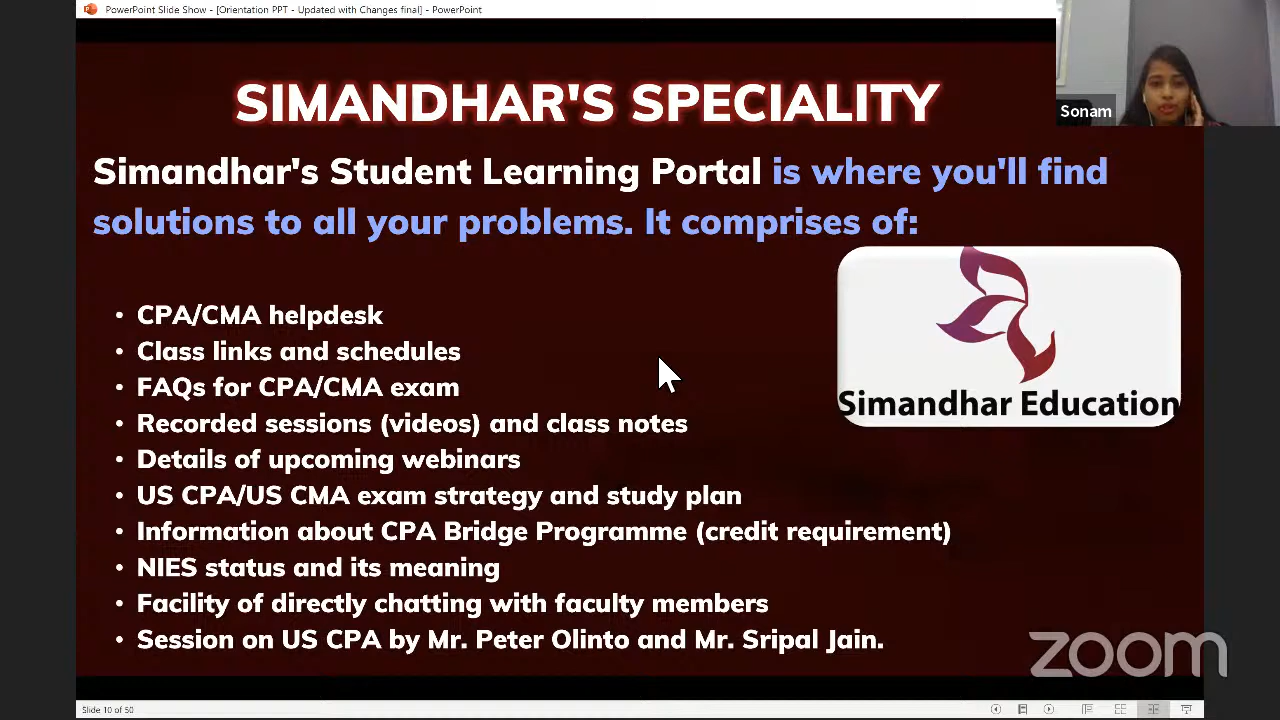 PowerPoint Slide Show - [Orientation PPT - Updated with Changes final] - PowerPoint
SIMANDHAR'S SPECIALITY
Sonam
Simandhar's Student Learning Portal is where you'll find
solutions to all your problems. It comprises of:
Simandhar Education
• CPA/CMA helpdesk
• Class links and schedules
• FAQs for CPA/CMA exam
• Recorded sessions (videos) and class notes
• Details of upcoming webinars
• US CPA/US CMA exam strategy and study plan
• Information about CPA Bridge Programme (credit requirement)
• NIES status and its meaning
• Facility of directly chatting with faculty members
• Session on US CPA by Mr. Peter Olinto and Mr. Sripal Jain.
zoom
Slide 10 of 50